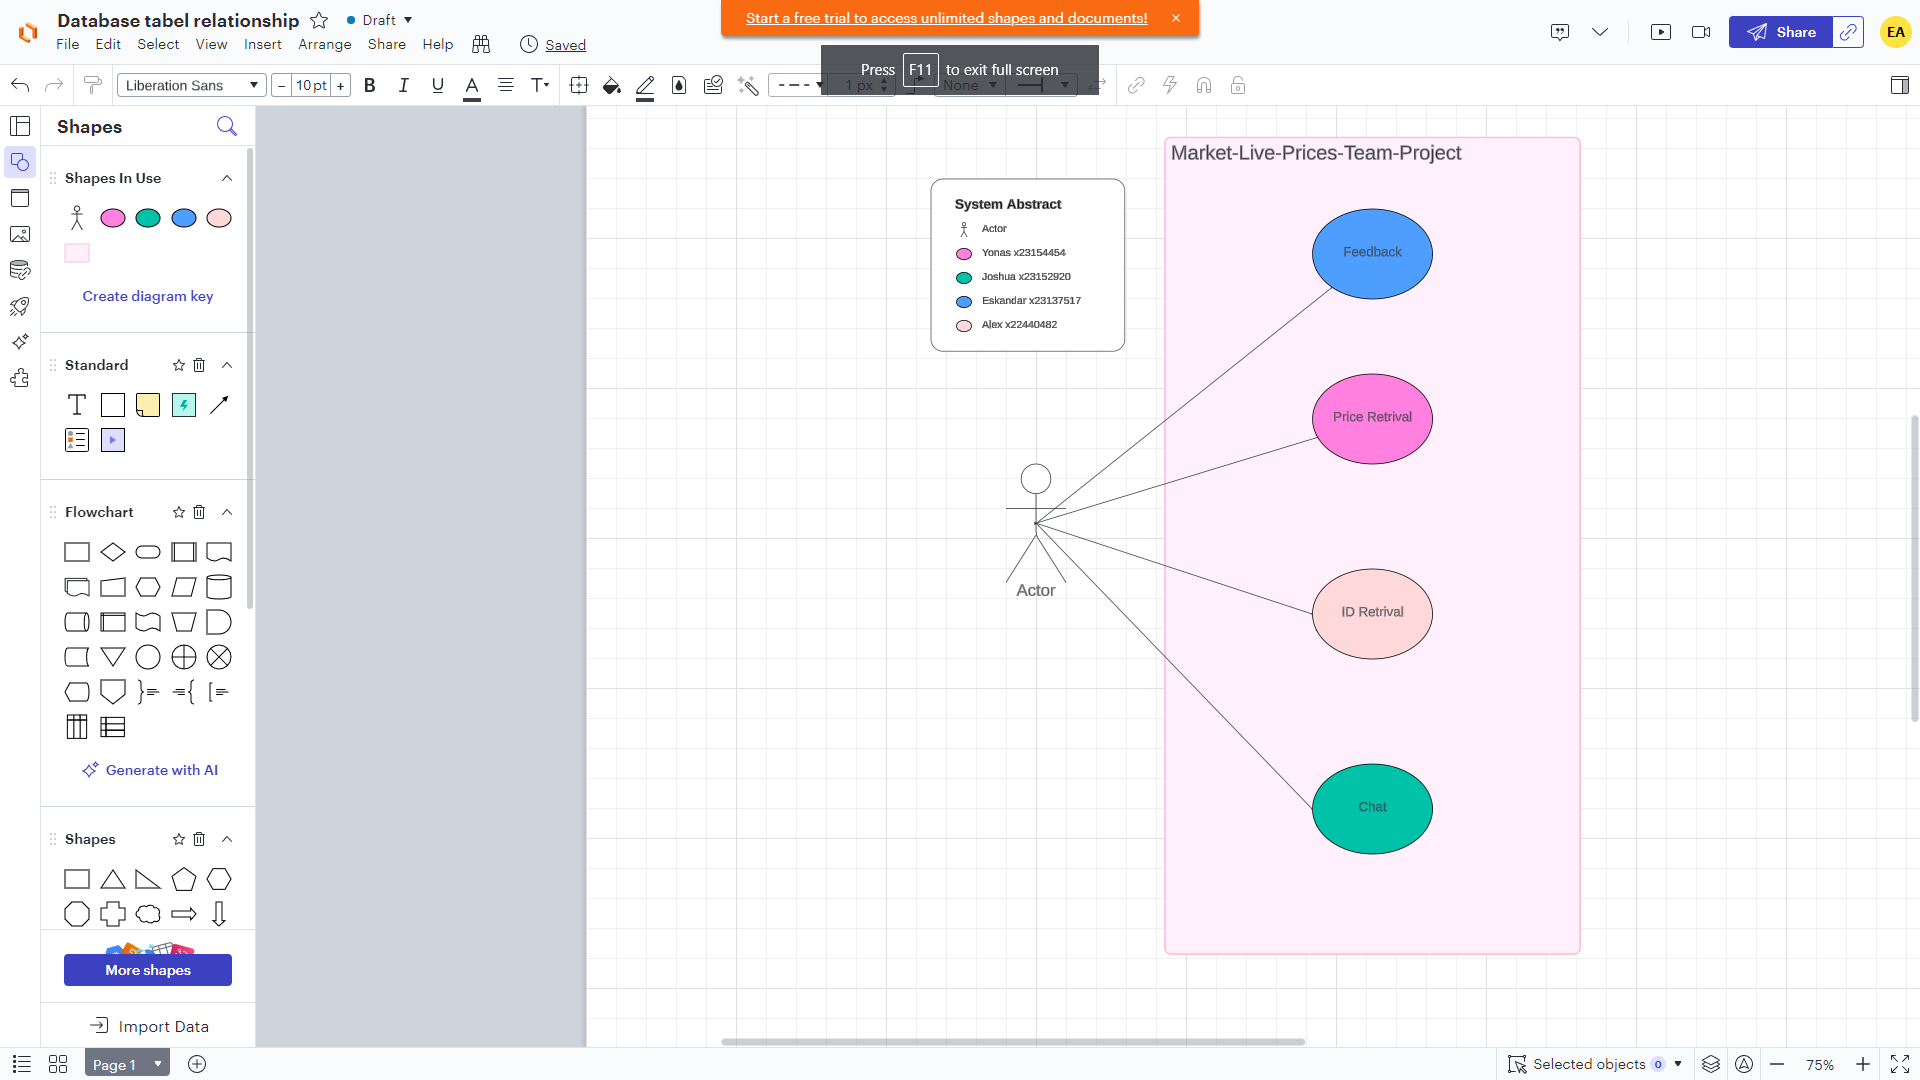 Database tabel relationship
Draft
Start a free trial to access unlimited shapes and documents!
File Edit Select View Insert Arrange Share Help Saved
Share
EA
Press F11 to exit full screen
Liberation Sans
− 10 pt +
B I U A T
1 px
None
Shapes
Shapes In Use
Create diagram key
Standard
T
Flowchart
Generate with AI
Shapes
More shapes
Import Data
System Abstract
Actor
Yonas x23154454
Joshua x23152920
Eskandar x23137517
Alex x22440482
Market-Live-Prices-Team-Project
Feedback
Price Retrival
ID Retrival
Chat
Actor
Page 1
Selected objects 0
75%